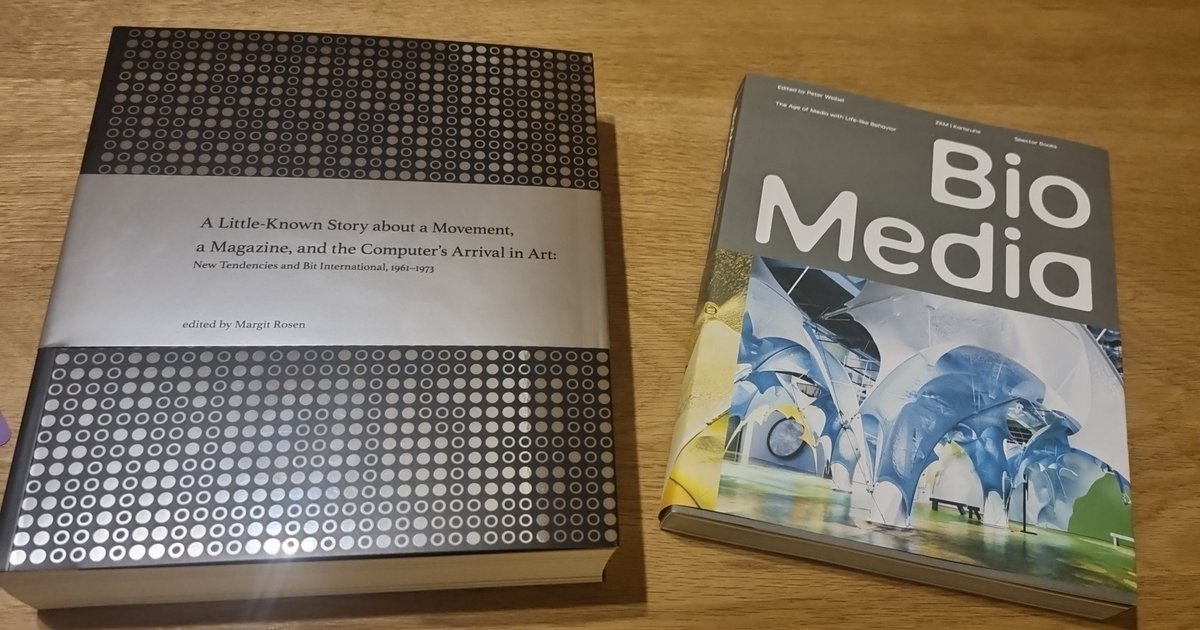 A Little-Known Story about a Movement,
a Magazine, and the Computer's Arrival in Art:
New Tendencies and Bit International, 1961–1973
edited by Margit Rosen
Edited by Peter Weibel
The Age of Media with Life-like Behavior
ZKM | Karlsruhe
Spector Books
Bio
Media